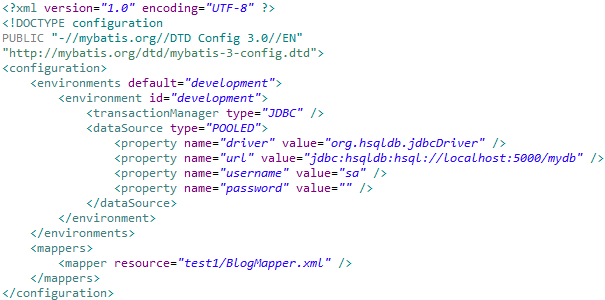 <?xml version="1.0" encoding="UTF-8" ?>
<!DOCTYPE configuration
PUBLIC "-//mybatis.org//DTD Config 3.0//EN"
"http://mybatis.org/dtd/mybatis-3-config.dtd">
<configuration>
    <environments default="development">
        <environment id="development">
            <transactionManager type="JDBC" />
            <dataSource type="POOLED">
                <property name="driver" value="org.hsqldb.jdbcDriver" />
                <property name="url" value="jdbc:hsqldb:hsql://localhost:5000/mydb" />
                <property name="username" value="sa" />
                <property name="password" value="" />
            </dataSource>
        </environment>
    </environments>
    <mappers>
        <mapper resource="test1/BlogMapper.xml" />
    </mappers>
</configuration>